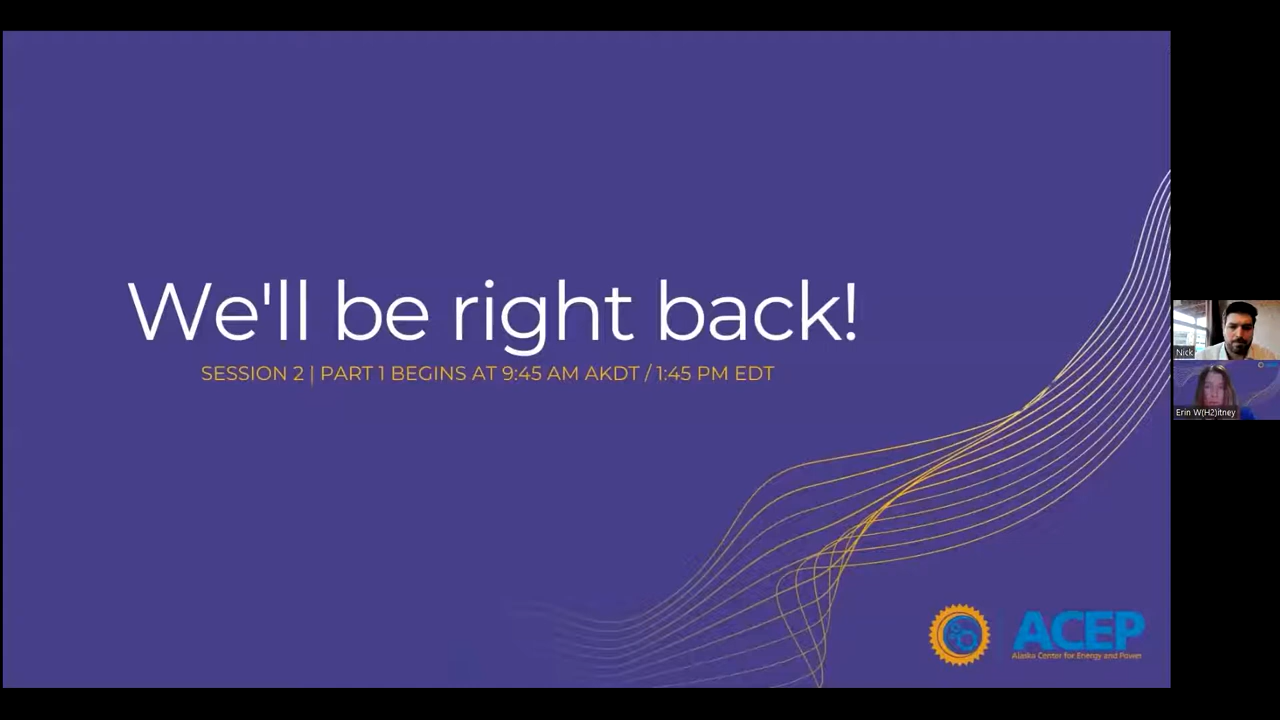 We'll be right back!
SESSION 2 | PART 1 BEGINS AT 9:45 AM AKDT / 1:45 PM EDT
Nick
Erin W(H2)itney
ACEP
Alaska Center for Energy and Power